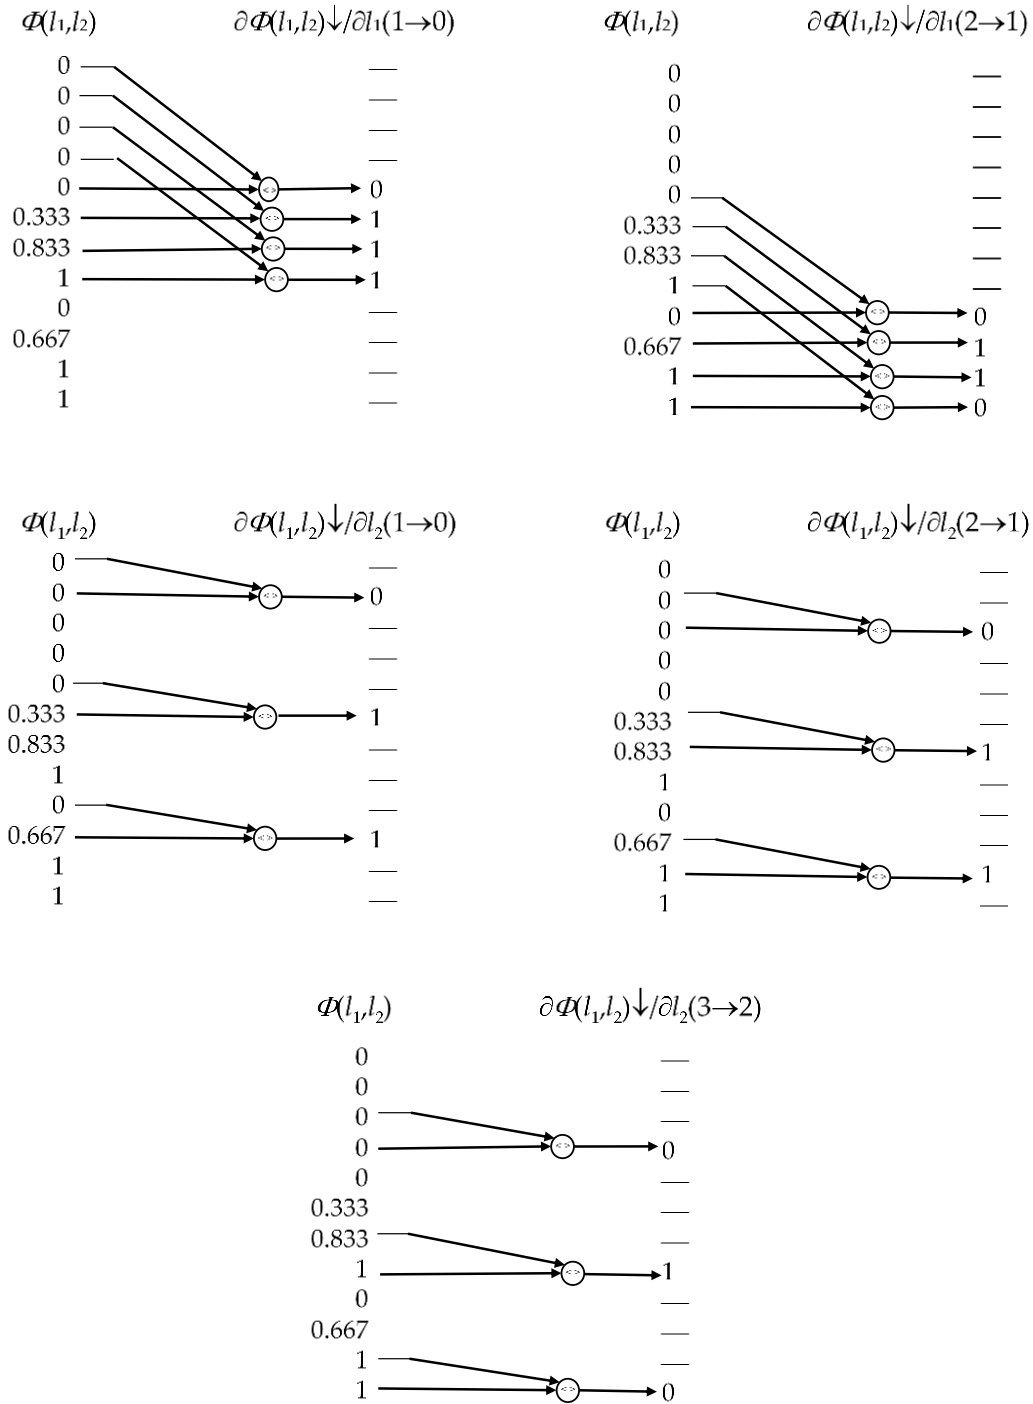 Φ(l₁,l₂) ∂Φ(l₁,l₂)↓/∂l₁(1→0)
0 —
0 —
0 —
0 —
0 <> 0
0.333 <> 1
0.833 <> 1
1 <> 1
0 —
0.667 —
1 —
1 —
Φ(l₁,l₂) ∂Φ(l₁,l₂)↓/∂l₁(2→1)
0 —
0 —
0 —
0 —
0 —
0.333 —
0.833 —
1 —
0 <> 0
0.667 <> 1
1 <> 1
1 <> 0
Φ(l₁,l₂) ∂Φ(l₁,l₂)↓/∂l₂(1→0)
0 —
0 <> 0
0 —
0 —
0 —
0.333 <> 1
0.833 —
1 —
0 —
0.667 <> 1
1 —
1 —
Φ(l₁,l₂) ∂Φ(l₁,l₂)↓/∂l₂(2→1)
0 —
0 —
0 <> 0
0 —
0 —
0.333 —
0.833 <> 1
1 —
0
0.667 —
1 <> 1
1 —
Φ(l₁,l₂) ∂Φ(l₁,l₂)↓/∂l₂(3→2)
0 —
0 —
0 —
0 <> 0
0 —
0.333 —
0.833 —
1 <> 1
0 —
0.667 —
1 —
1 <> 0